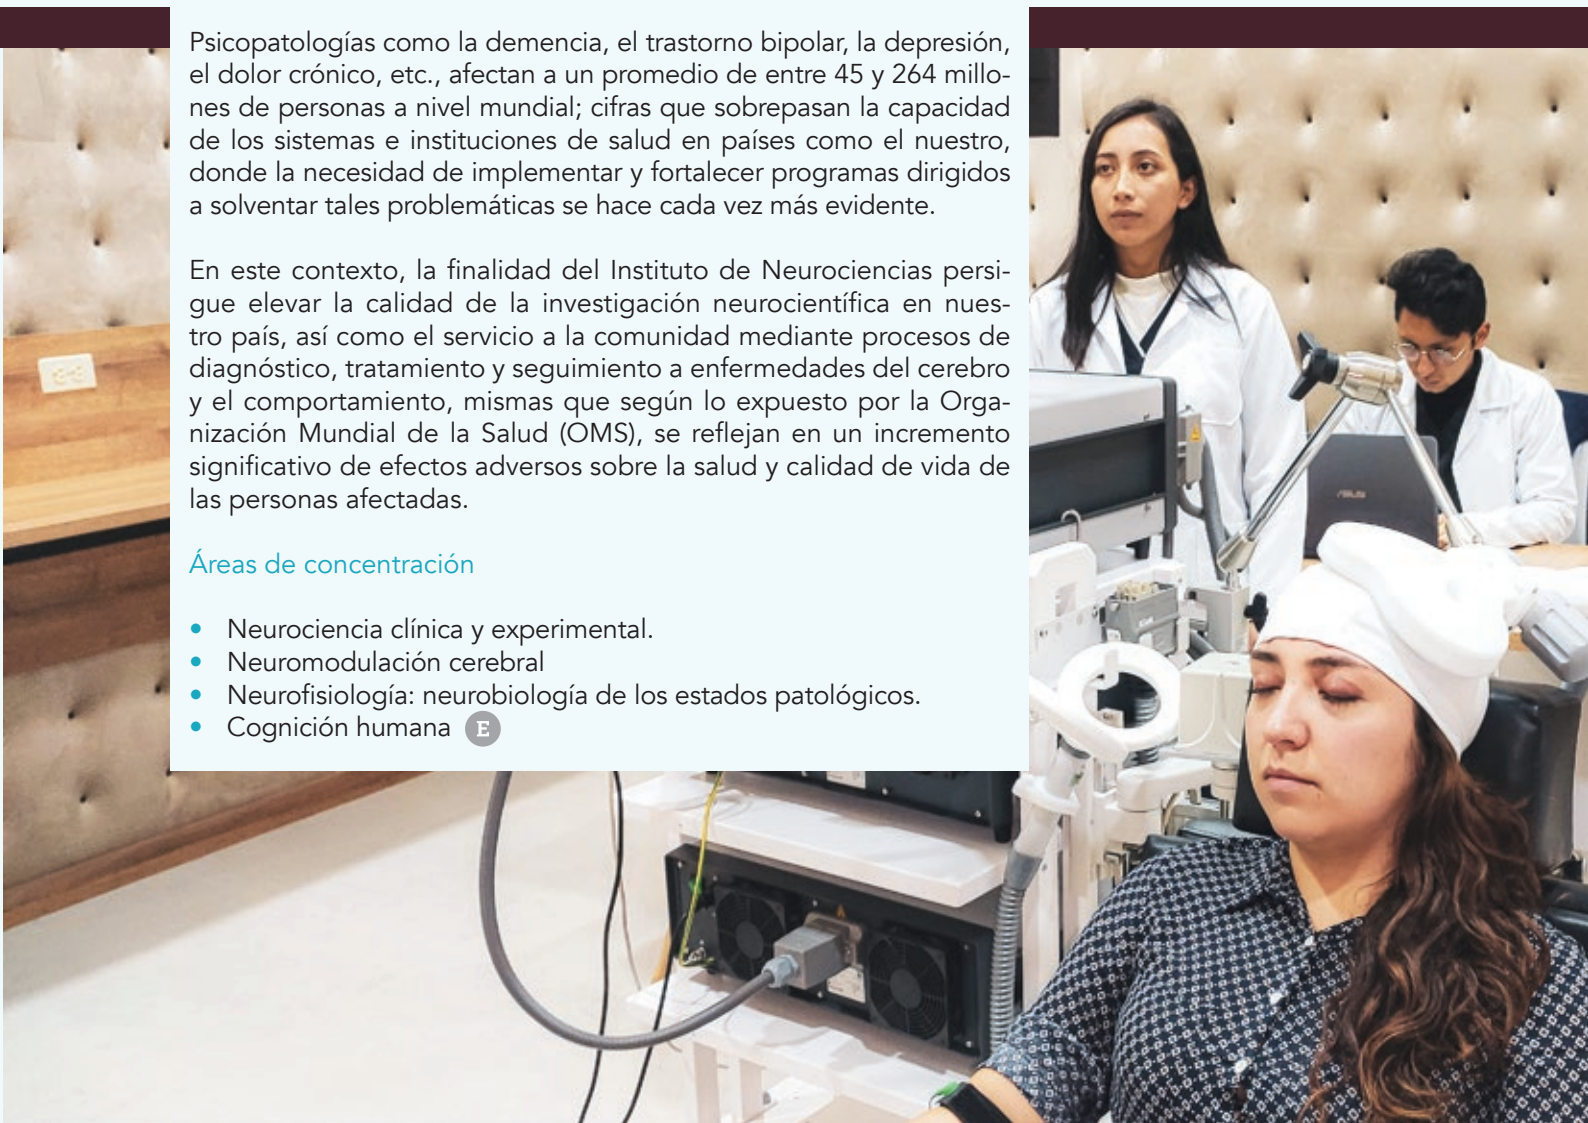 Psicopatologías como la demencia, el trastorno bipolar, la depresión,
el dolor crónico, etc., afectan a un promedio de entre 45 y 264 millo-
nes de personas a nivel mundial; cifras que sobrepasan la capacidad
de los sistemas e instituciones de salud en países como el nuestro,
donde la necesidad de implementar y fortalecer programas dirigidos
a solventar tales problemáticas se hace cada vez más evidente.
En este contexto, la finalidad del Instituto de Neurociencias persi-
gue elevar la calidad de la investigación neurocientífica en nues-
tro país, así como el servicio a la comunidad mediante procesos de
diagnóstico, tratamiento y seguimiento a enfermedades del cerebro
y el comportamiento, mismas que según lo expuesto por la Orga-
nización Mundial de la Salud (OMS), se reflejan en un incremento
significativo de efectos adversos sobre la salud y calidad de vida de
las personas afectadas.
Áreas de concentración
• Neurociencia clínica y experimental.
• Neuromodulación cerebral
• Neurofisiología: neurobiología de los estados patológicos.
• Cognición humana E
ASUS